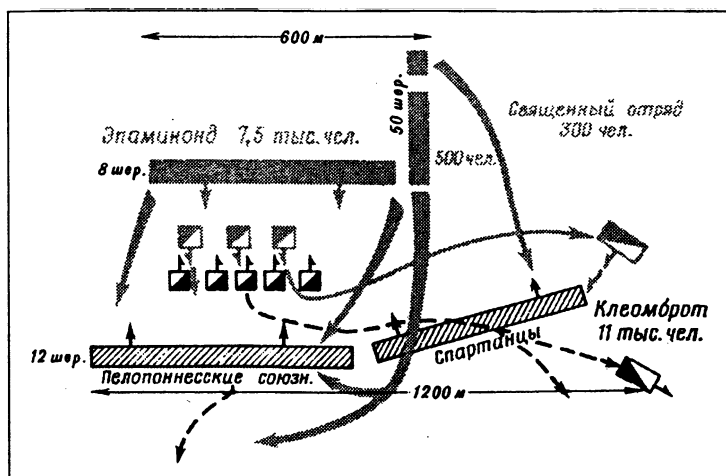 600 м
50 шер.
Священный отряд
300 чел.
Эпаминонд 7,5 тыс. чел.
8 шер.
500 чел.
Клеомброт
11 тыс. чел.
12 шер.
Спартанцы
Пелопоннесские союзн.
1200 м